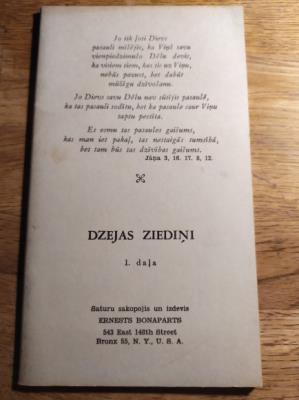 Jo tik ļoti Dievs
pasauli mīlējis, ka Viņš savu
vienpiedzimušo Dēlu devis,
ka visiem tiem, kas tic uz Viņu,
nebūs pazust, bet dabūt
mūžīgu dzīvošanu.
Jo Dievs savu Dēlu nav sūtījis pasaulē,
ka tas pasauli sodītu, bet ka pasaule caur Viņu
taptu pestīta.
Es esmu tas pasaules gaišums,
kas man iet pakaļ, tas nestaigās tumsībā,
bet tam būs tas dzīvības gaišums.
Jāņa 3, 16. 17. 8, 12.
DZEJAS ZIEDIŅI
1. daļa
Saturu sakopojis un izdevis
ERNESTS BONAPARTS
543 East 148th Street
Bronx 55, N. Y., U. S. A.